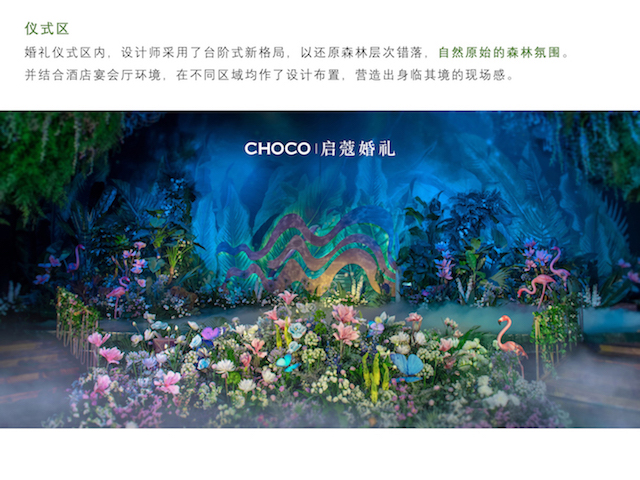 仪式区
婚礼仪式区内，设计师采用了台阶式新格局，以还原森林层次错落，自然原始的森林氛围。
并结合酒店宴会厅环境，在不同区域均作了设计布置，营造出身临其境的现场感。
CHOCO|启蔻婚礼